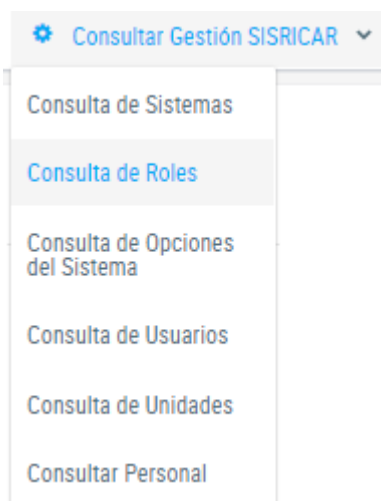 Consultar Gestión SISRICAR
Consulta de Sistemas
Consulta de Roles
Consulta de Opciones
del Sistema
Consulta de Usuarios
Consulta de Unidades
Consultar Personal